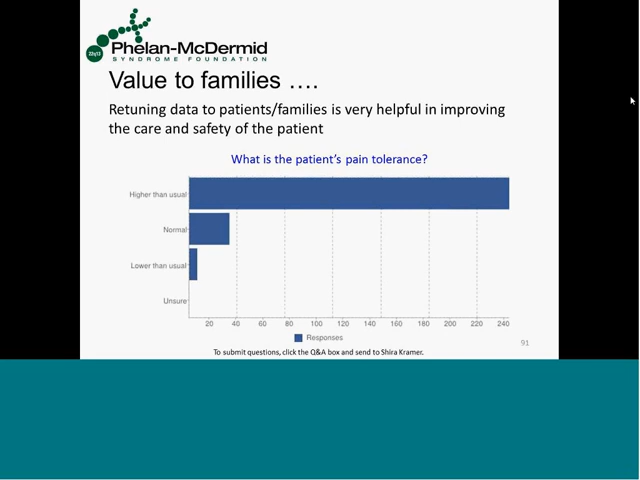 22q13
Phelan-McDermid
SYNDROME FOUNDATION
Value to families ….
Retuning data to patients/families is very helpful in improving
the care and safety of the patient
What is the patient's pain tolerance?
Higher than usual
Normal
Lower than usual
Unsure
20 40 60 80 100 120 140 160 180 200 220 240
Responses
91
To submit questions, click the Q&A box and send to Shira Kramer.